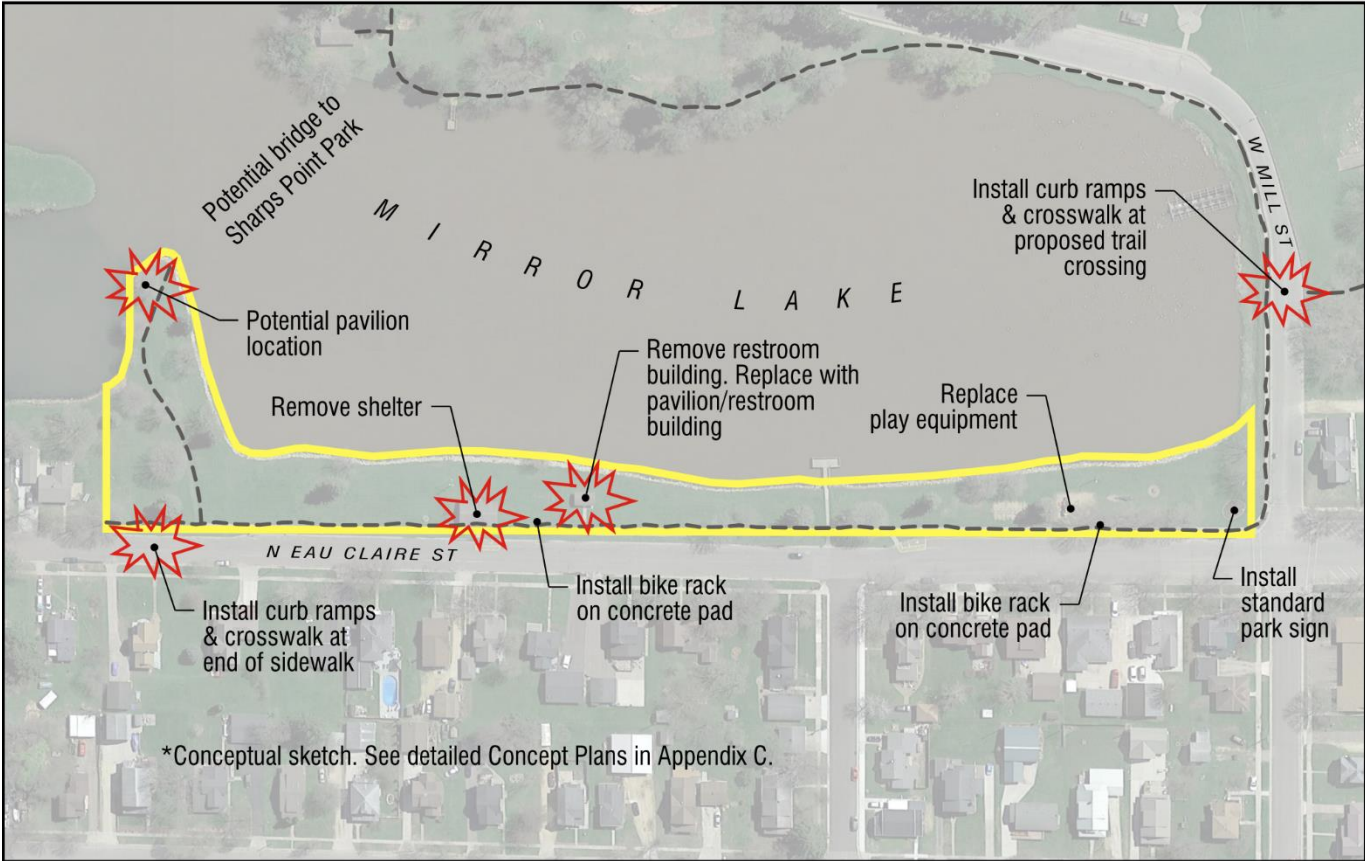 Potential bridge to
Sharps Point Park
MIRROR LAKE
W MILL ST
Install curb ramps
& crosswalk at
proposed trail
crossing
Potential pavilion
location
Remove shelter
Remove restroom
building. Replace with
pavilion/restroom
building
Replace
play equipment
N EAU CLAIRE ST
Install curb ramps
& crosswalk at
end of sidewalk
Install bike rack
on concrete pad
Install bike rack
on concrete pad
Install
standard
park sign
*Conceptual sketch. See detailed Concept Plans in Appendix C.